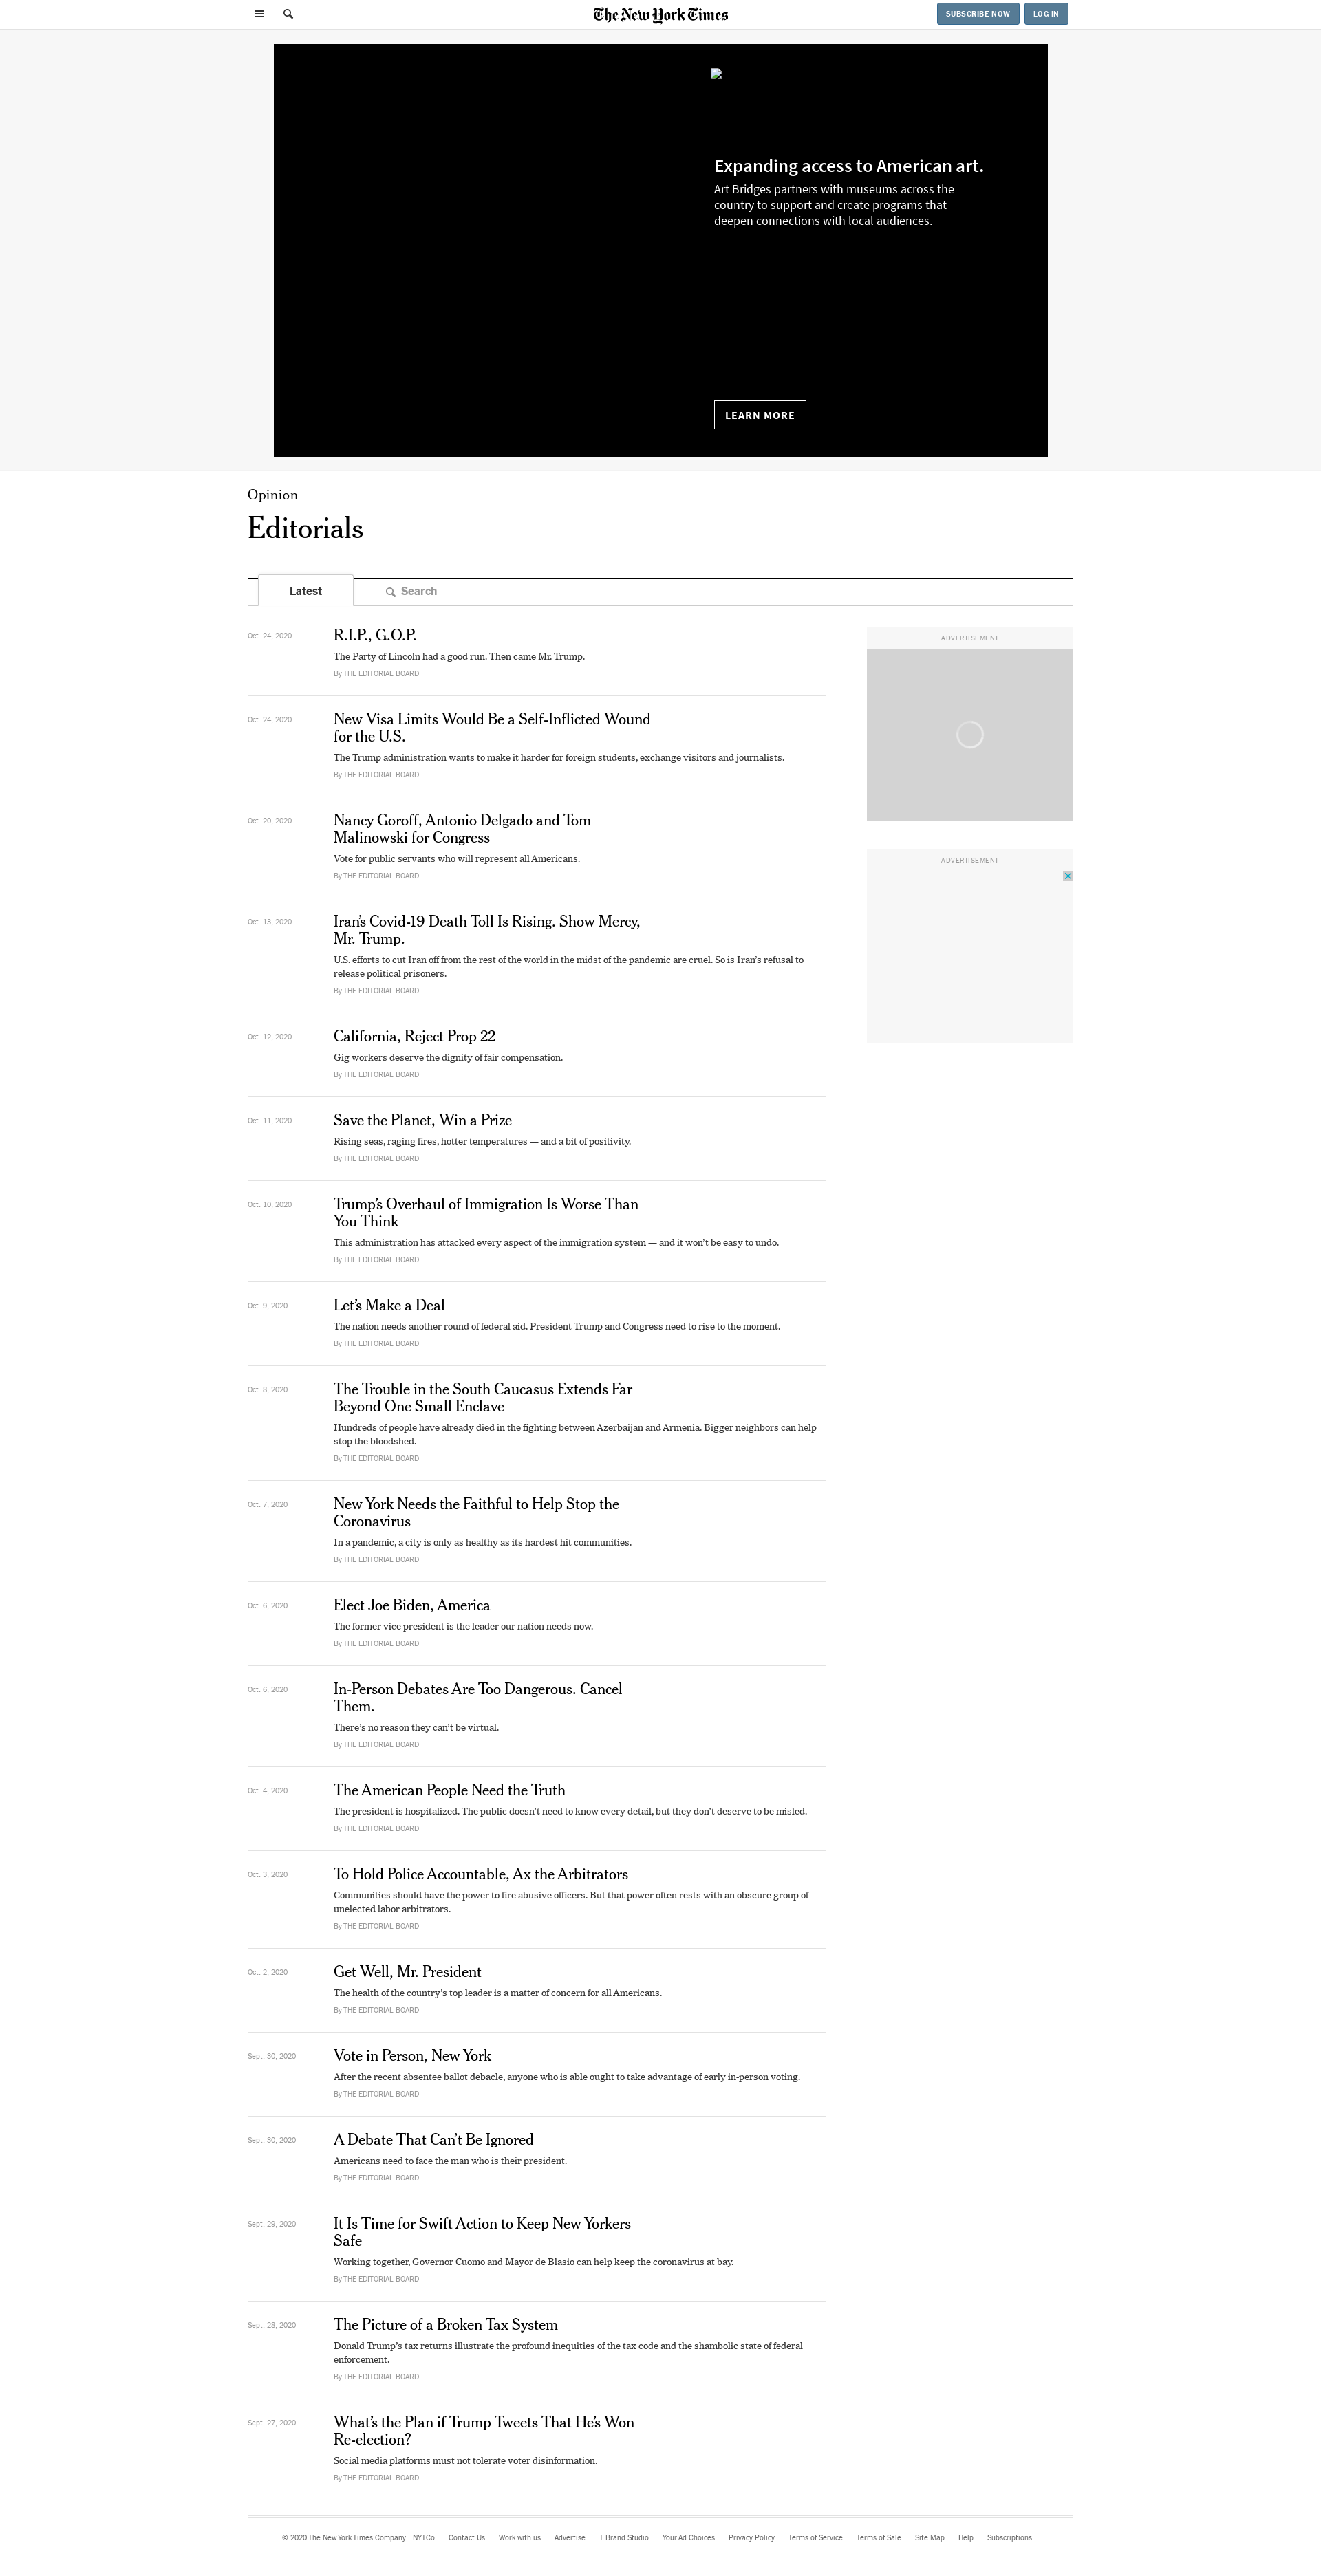 The New York Times
SUBSCRIBE NOW
LOG IN
Expanding access to American art.
Art Bridges partners with museums across the
country to support and create programs that
deepen connections with local audiences.
LEARN MORE
Opinion
Editorials
Latest
Search
Oct. 24, 2020
R.I.P., G.O.P.
The Party of Lincoln had a good run. Then came Mr. Trump.
By THE EDITORIAL BOARD
Oct. 24, 2020
New Visa Limits Would Be a Self-Inflicted Wound
for the U.S.
The Trump administration wants to make it harder for foreign students, exchange visitors and journalists.
By THE EDITORIAL BOARD
Oct. 20, 2020
Nancy Goroff, Antonio Delgado and Tom
Malinowski for Congress
Vote for public servants who will represent all Americans.
By THE EDITORIAL BOARD
Oct. 13, 2020
Iran’s Covid-19 Death Toll Is Rising. Show Mercy,
Mr. Trump.
U.S. efforts to cut Iran off from the rest of the world in the midst of the pandemic are cruel. So is Iran’s refusal to
release political prisoners.
By THE EDITORIAL BOARD
Oct. 12, 2020
California, Reject Prop 22
Gig workers deserve the dignity of fair compensation.
By THE EDITORIAL BOARD
Oct. 11, 2020
Save the Planet, Win a Prize
Rising seas, raging fires, hotter temperatures — and a bit of positivity.
By THE EDITORIAL BOARD
Oct. 10, 2020
Trump’s Overhaul of Immigration Is Worse Than
You Think
This administration has attacked every aspect of the immigration system — and it won’t be easy to undo.
By THE EDITORIAL BOARD
Oct. 9, 2020
Let’s Make a Deal
The nation needs another round of federal aid. President Trump and Congress need to rise to the moment.
By THE EDITORIAL BOARD
Oct. 8, 2020
The Trouble in the South Caucasus Extends Far
Beyond One Small Enclave
Hundreds of people have already died in the fighting between Azerbaijan and Armenia. Bigger neighbors can help
stop the bloodshed.
By THE EDITORIAL BOARD
Oct. 7, 2020
New York Needs the Faithful to Help Stop the
Coronavirus
In a pandemic, a city is only as healthy as its hardest hit communities.
By THE EDITORIAL BOARD
Oct. 6, 2020
Elect Joe Biden, America
The former vice president is the leader our nation needs now.
By THE EDITORIAL BOARD
Oct. 6, 2020
In-Person Debates Are Too Dangerous. Cancel
Them.
There’s no reason they can’t be virtual.
By THE EDITORIAL BOARD
Oct. 4, 2020
The American People Need the Truth
The president is hospitalized. The public doesn’t need to know every detail, but they don’t deserve to be misled.
By THE EDITORIAL BOARD
Oct. 3, 2020
To Hold Police Accountable, Ax the Arbitrators
Communities should have the power to fire abusive officers. But that power often rests with an obscure group of
unelected labor arbitrators.
By THE EDITORIAL BOARD
Oct. 2, 2020
Get Well, Mr. President
The health of the country’s top leader is a matter of concern for all Americans.
By THE EDITORIAL BOARD
Sept. 30, 2020
Vote in Person, New York
After the recent absentee ballot debacle, anyone who is able ought to take advantage of early in-person voting.
By THE EDITORIAL BOARD
Sept. 30, 2020
A Debate That Can’t Be Ignored
Americans need to face the man who is their president.
By THE EDITORIAL BOARD
Sept. 29, 2020
It Is Time for Swift Action to Keep New Yorkers
Safe
Working together, Governor Cuomo and Mayor de Blasio can help keep the coronavirus at bay.
By THE EDITORIAL BOARD
Sept. 28, 2020
The Picture of a Broken Tax System
Donald Trump’s tax returns illustrate the profound inequities of the tax code and the shambolic state of federal
enforcement.
By THE EDITORIAL BOARD
Sept. 27, 2020
What’s the Plan if Trump Tweets That He’s Won
Re-election?
Social media platforms must not tolerate voter disinformation.
By THE EDITORIAL BOARD
ADVERTISEMENT
ADVERTISEMENT
© 2020 The New York Times Company NYTCo Contact Us Work with us Advertise T Brand Studio Your Ad Choices Privacy Policy Terms of Service Terms of Sale Site Map Help Subscriptions